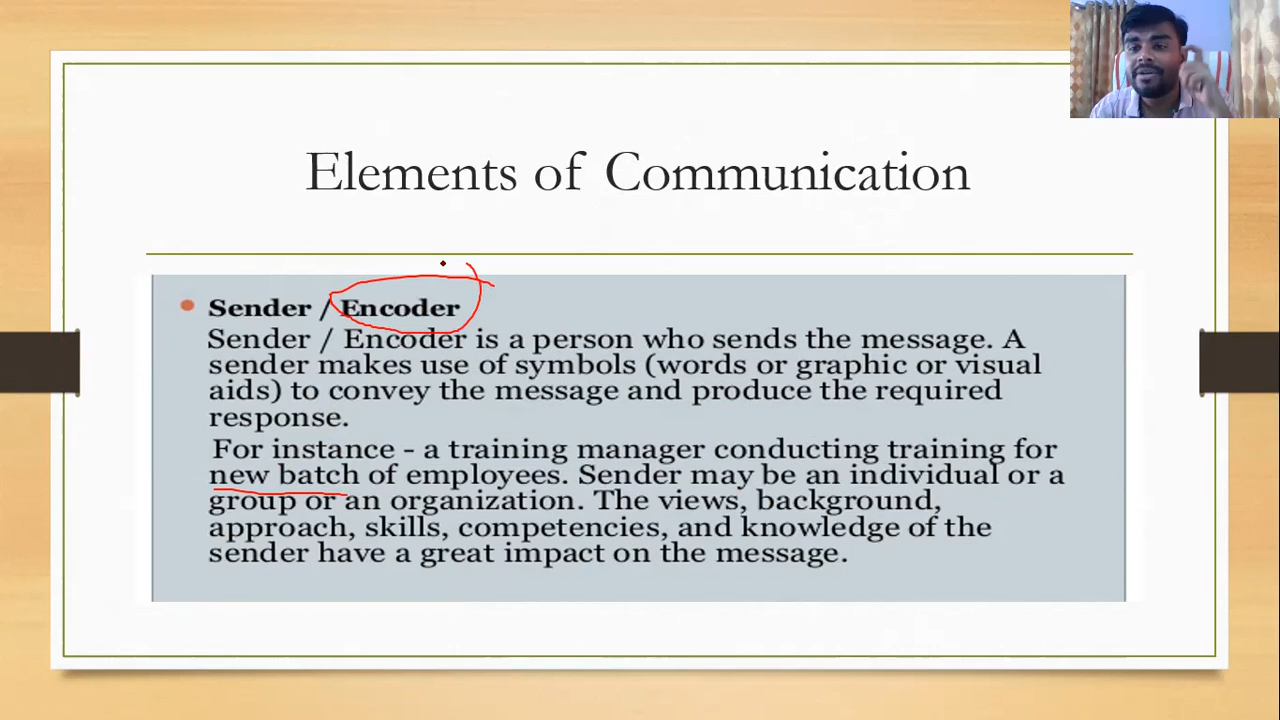 Elements of Communication
Sender / Encoder
Sender / Encoder is a person who sends the message. A
sender makes use of symbols (words or graphic or visual
aids) to convey the message and produce the required
response.
For instance - a training manager conducting training for
new batch of employees. Sender may be an individual or a
group or an organization. The views, background,
approach, skills, competencies, and knowledge of the
sender have a great impact on the message.